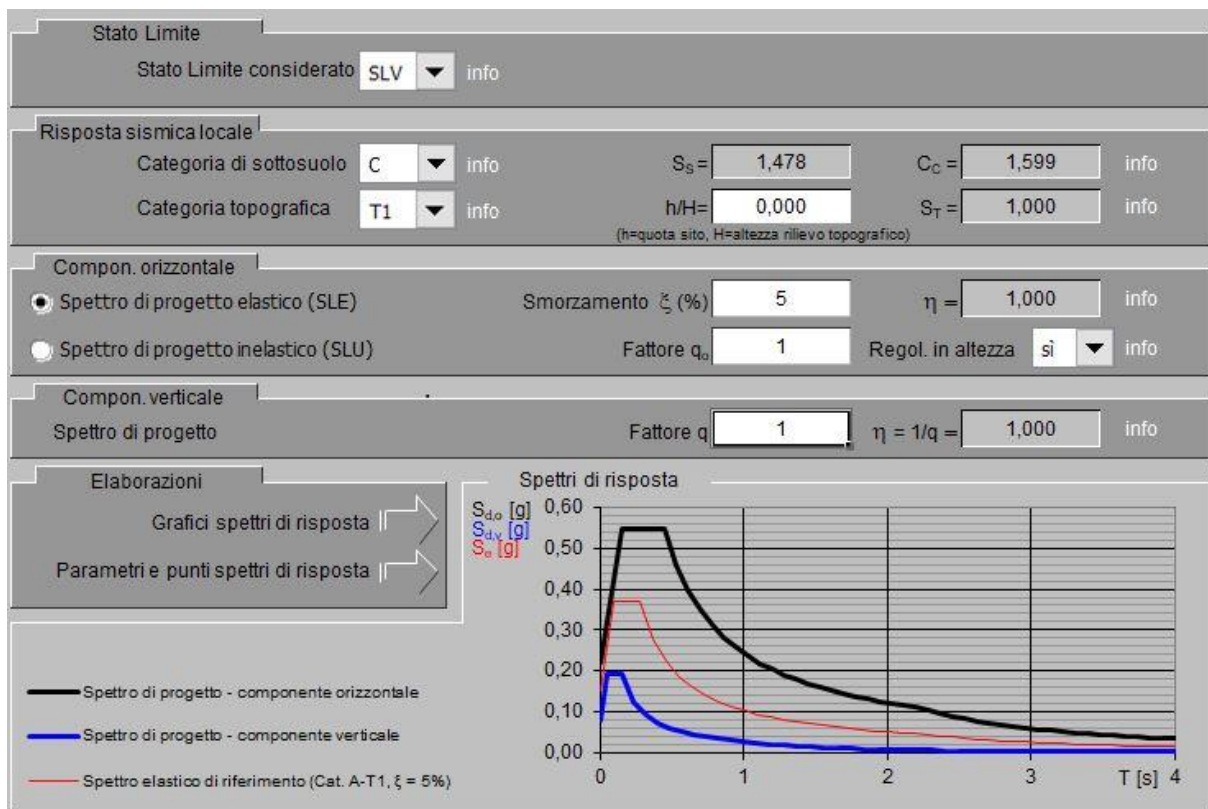 Stato Limite
Stato Limite considerato SLV info
Risposta sismica locale
Categoria di sottosuolo C info S_S = 1,478 C_C = 1,599 info
Categoria topografica T1 info h/H= 0,000 S_T = 1,000 info
(h=quota sito, H=altezza rilievo topografico)
Compon. orizzontale
Spettro di progetto elastico (SLE) Smorzamento ξ (%) 5 η = 1,000 info
Spettro di progetto inelastico (SLU) Fattore q_o 1 Regol. in altezza sì info
Compon. verticale
Spettro di progetto Fattore q 1 η = 1/q = 1,000 info
Elaborazioni
Grafici spettri di risposta
Parametri e punti spettri di risposta
Spettri di risposta
S_d,o [g]
S_d,v [g]
S_e [g]
0,60
0,50
0,40
0,30
0,20
0,10
0,00
0 1 2 3 T [s] 4
Spettro di progetto - componente orizzontale
Spettro di progetto - componente verticale
Spettro elastico di riferimento (Cat. A-T1, ξ = 5%)